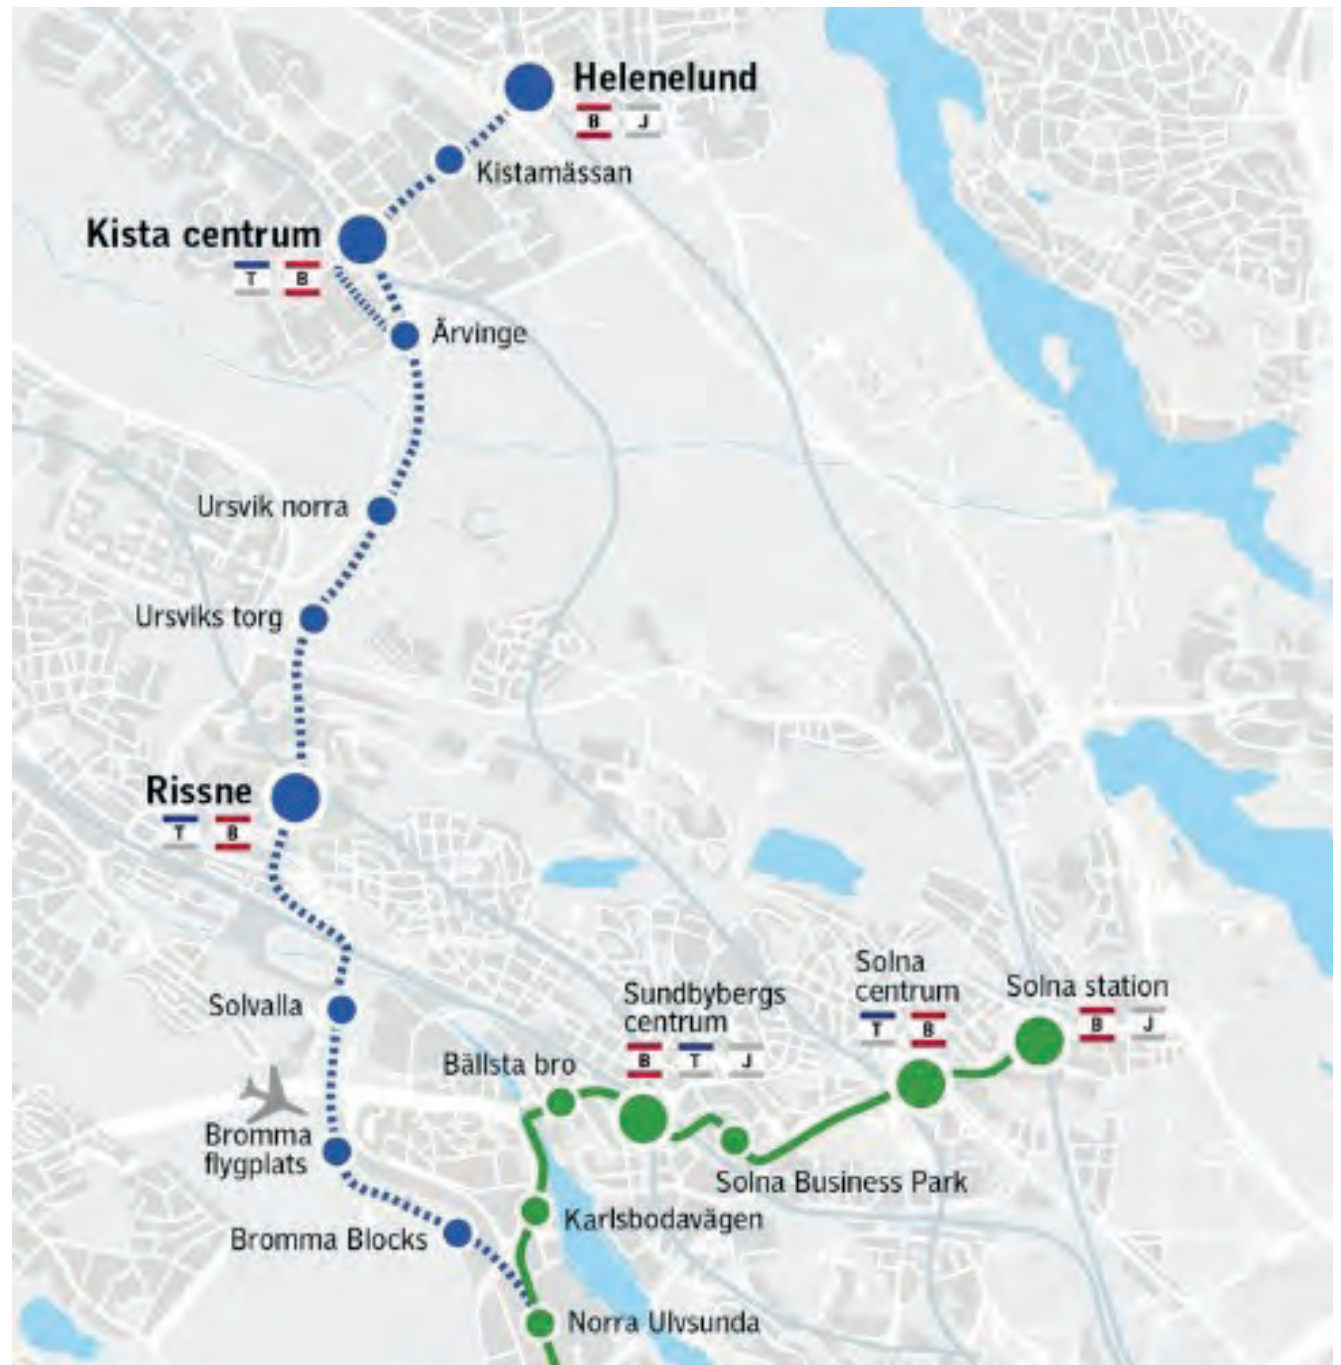 Helenelund
B J
Kistamässan
Kista centrum
T B
Ärvinge
Ursvik norra
Ursviks torg
Rissne
T B
Solvalla
Bromma
flygplats
Bromma Blocks
Bällsta bro
Sundbybergs
centrum
B T J
Solna
centrum
T B
Solna station
B J
Solna Business Park
Karlsbodavägen
Norra Ulvsunda